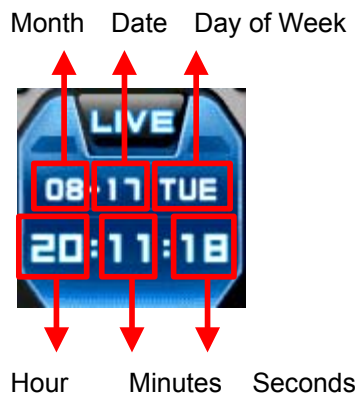 Month Date Day of Week
LIVE
08-17 TUE
20:11:18
Hour Minutes Seconds